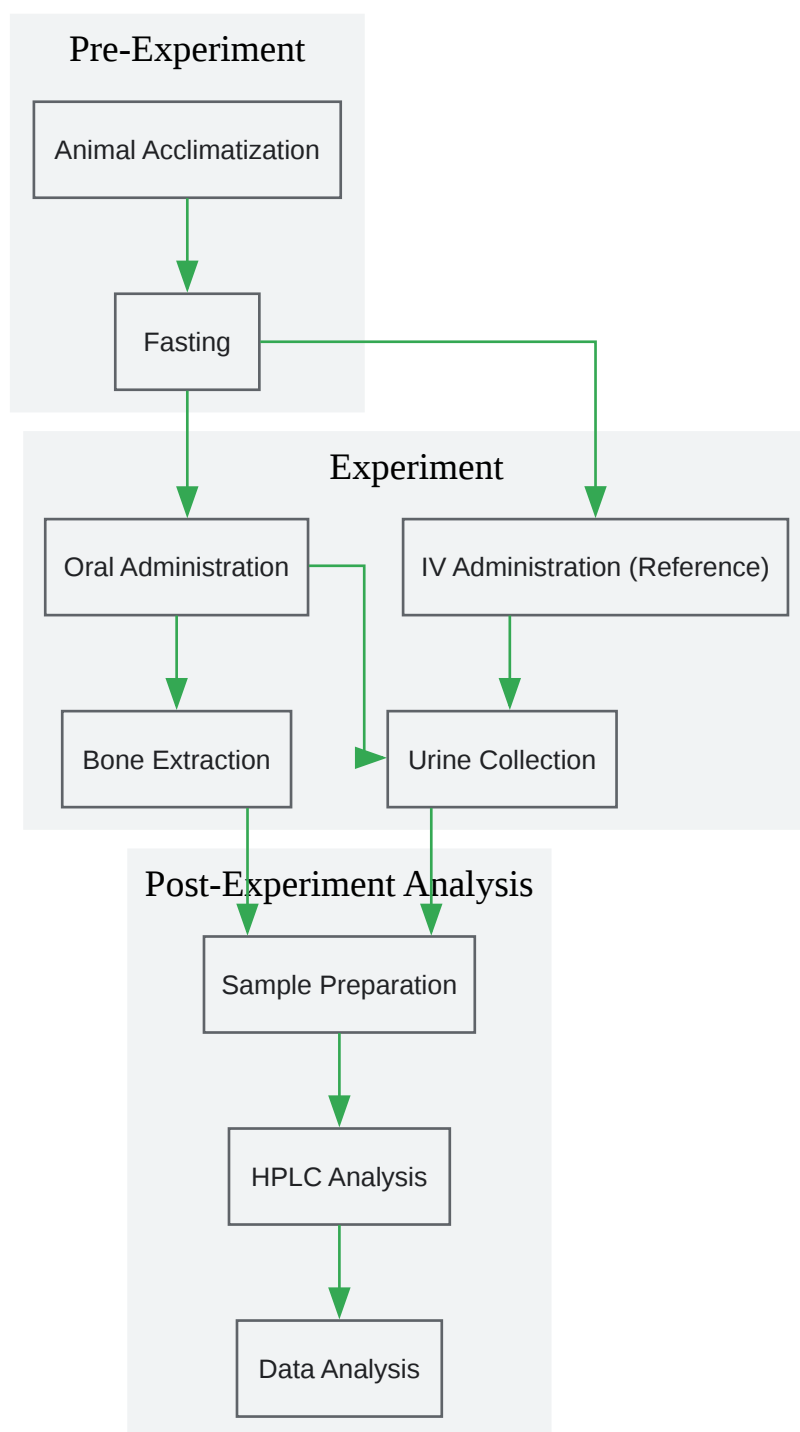 Pre-Experiment
Animal Acclimatization
Fasting
Experiment
Oral Administration
IV Administration (Reference)
Bone Extraction
Urine Collection
Post-Experiment Analysis
Sample Preparation
HPLC Analysis
Data Analysis